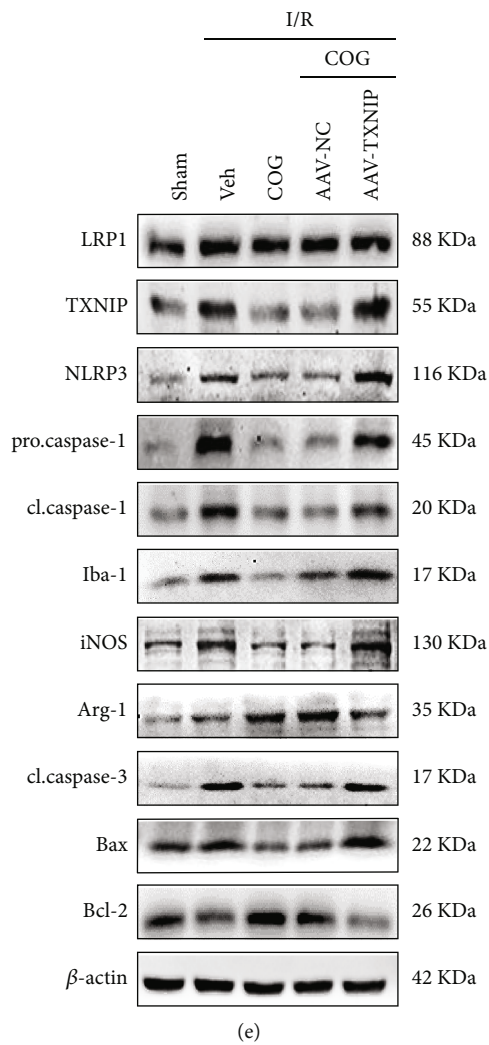 I/R
COG
Sham
Veh
COG
AAV-NC
AAV-TXNIP
LRP1 88 KDa
TXNIP 55 KDa
NLRP3 116 KDa
pro.caspase-1 45 KDa
cl.caspase-1 20 KDa
Iba-1 17 KDa
iNOS 130 KDa
Arg-1 35 KDa
cl.caspase-3 17 KDa
Bax 22 KDa
Bcl-2 26 KDa
β-actin 42 KDa
(e)